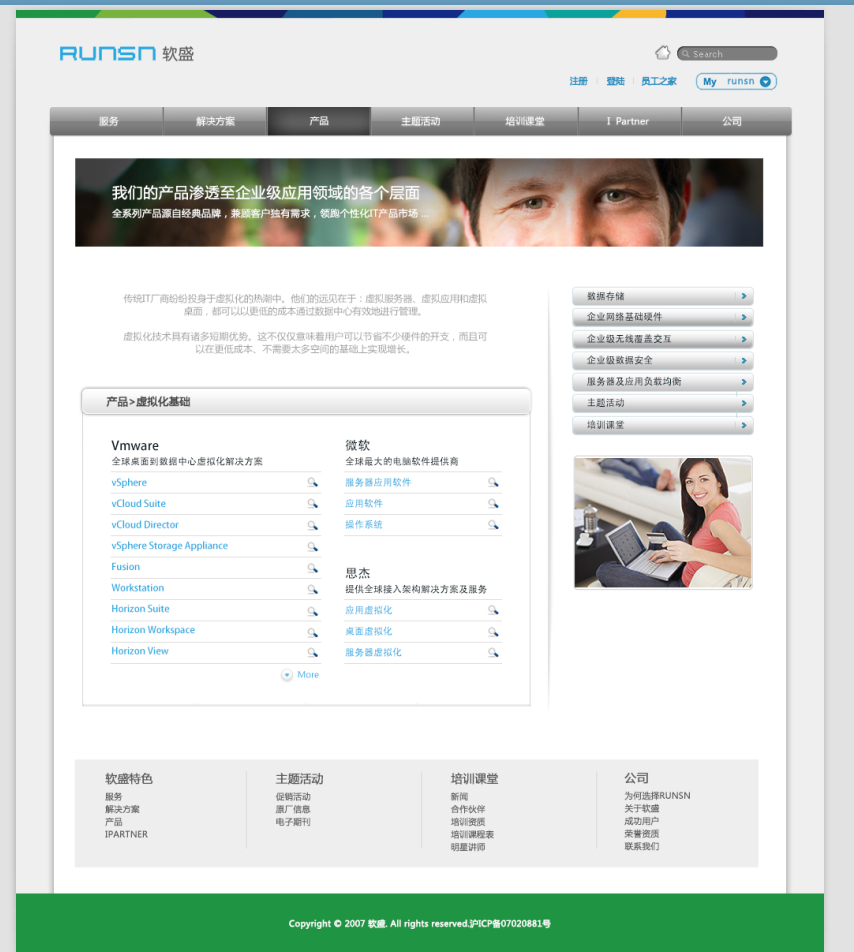 RUNSN 软盛
Search
注册 登陆 员工之家 My runsn
服务 解决方案 产品 主题活动 培训课堂 I Partner 公司
我们的产品渗透至企业级应用领域的各个层面
全系列产品源自经典品牌，兼顾客户独有需求，领跑个性化IT产品市场 ...
传统IT厂商纷纷投身于虚拟化的热潮中。他们的远见在于：虚拟服务器、虚拟应用和虚拟
桌面，都可以以更低的成本通过数据中心有效地进行管理。
虚拟化技术具有诸多短期优势。这不仅仅意味着用户可以节省不少硬件的开支，而且可
以在更低成本、不需要太多空间的基础上实现增长。
产品>虚拟化基础
Vmware
全球桌面到数据中心虚拟化解决方案
vSphere
vCloud Suite
vCloud Director
vSphere Storage Appliance
Fusion
Workstation
Horizon Suite
Horizon Workspace
Horizon View
More
微软
全球最大的电脑软件提供商
服务器应用软件
应用软件
操作系统
思杰
提供全球接入架构解决方案及服务
应用虚拟化
桌面虚拟化
服务器虚拟化
数据存储
企业网络基础硬件
企业级无线覆盖交互
企业级数据安全
服务器及应用负载均衡
主题活动
培训课堂
软盛特色
服务
解决方案
产品
IPARTNER
主题活动
促销活动
原厂信息
电子期刊
培训课堂
新闻
合作伙伴
培训资质
培训课程表
明星讲师
公司
为何选择RUNSN
关于软盛
成功用户
荣誉资质
联系我们
Copyright © 2007 软盛. All rights reserved.沪ICP备07020881号